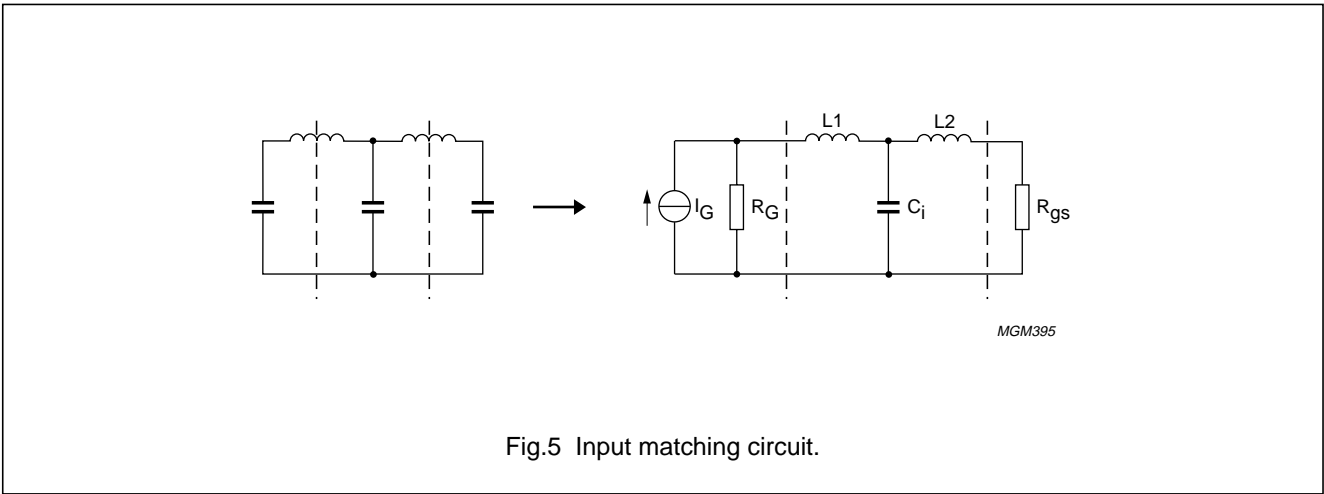 L1
L2
I_G
R_G
C_i
R_gs
MGM395
Fig.5 Input matching circuit.